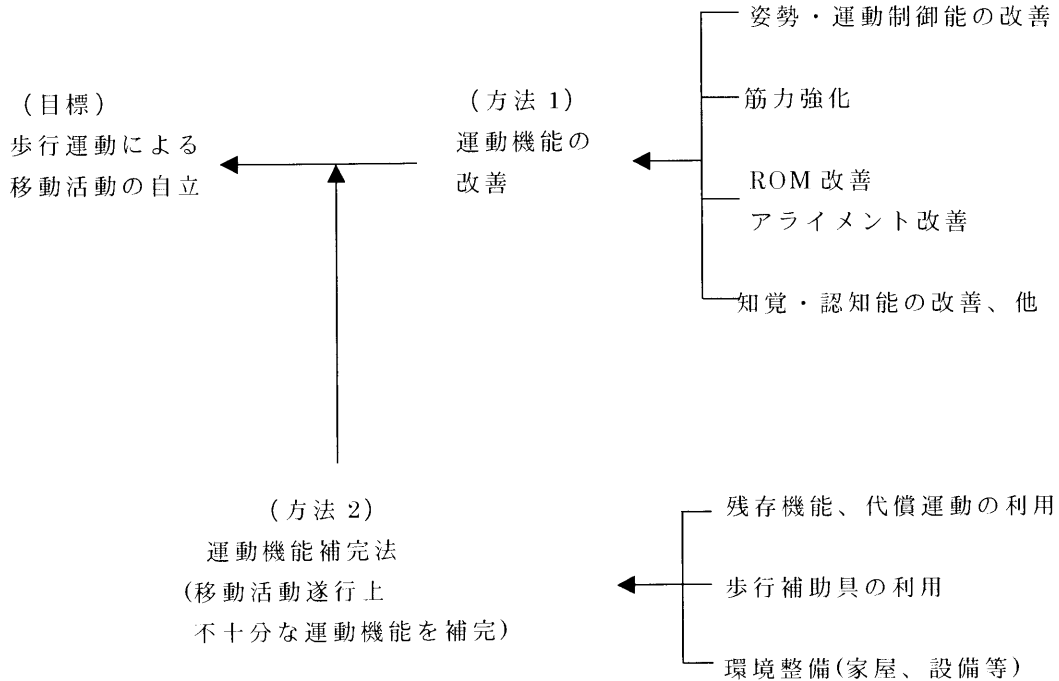 (目標)
歩行運動による
移動活動の自立
(方法 1)
運動機能の
改善
姿勢・運動制御能の改善
筋力強化
ROM 改善
アライメント改善
知覚・認知能の改善、他
(方法 2)
運動機能補完法
(移動活動遂行上
不十分な運動機能を補完)
残存機能、代償運動の利用
歩行補助具の利用
環境整備(家屋、設備等)